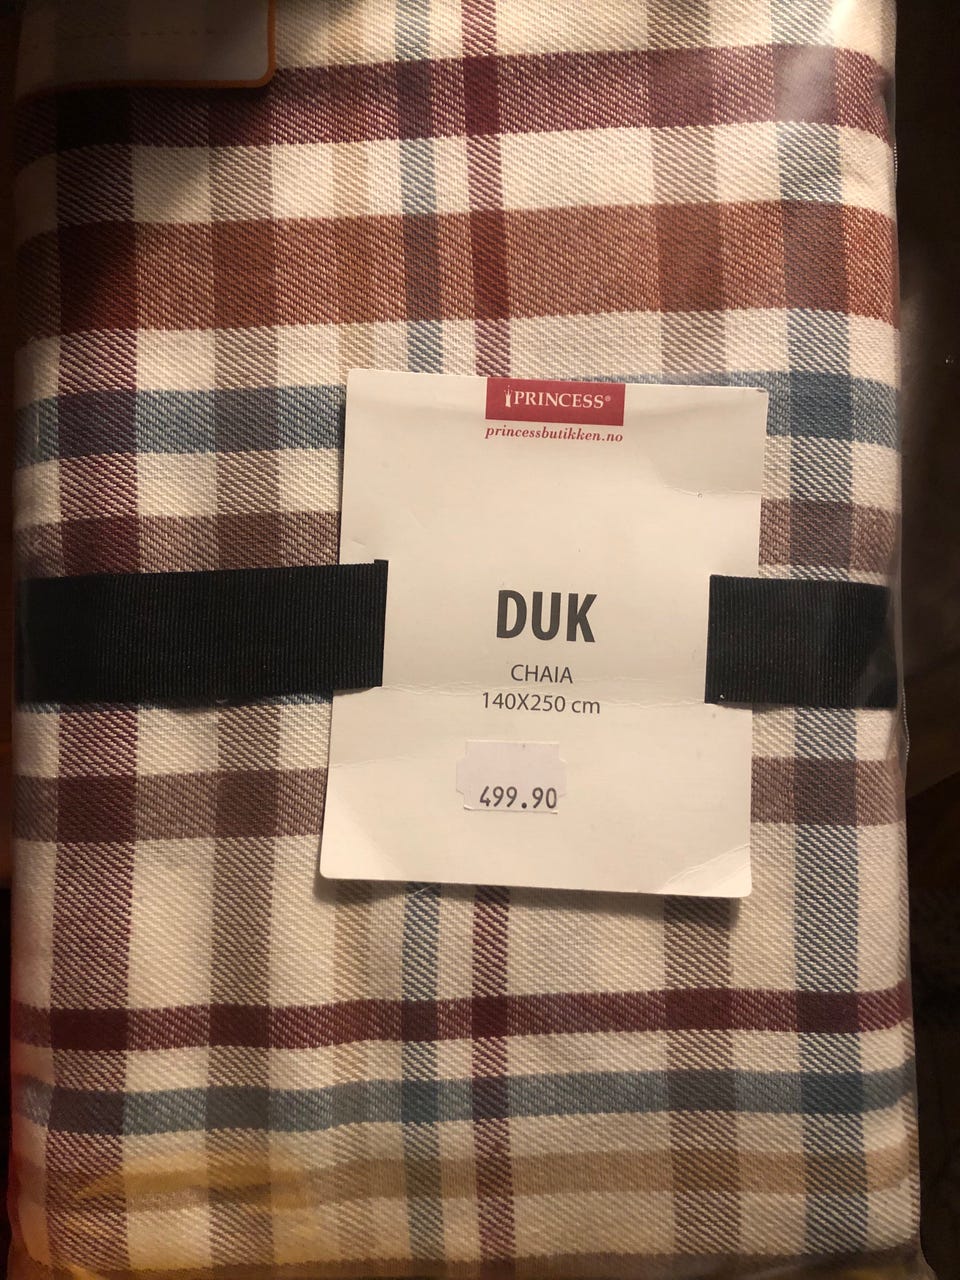 PRINCESS®
princessbutikken.no
DUK
CHAIA
140X250 cm
499.90